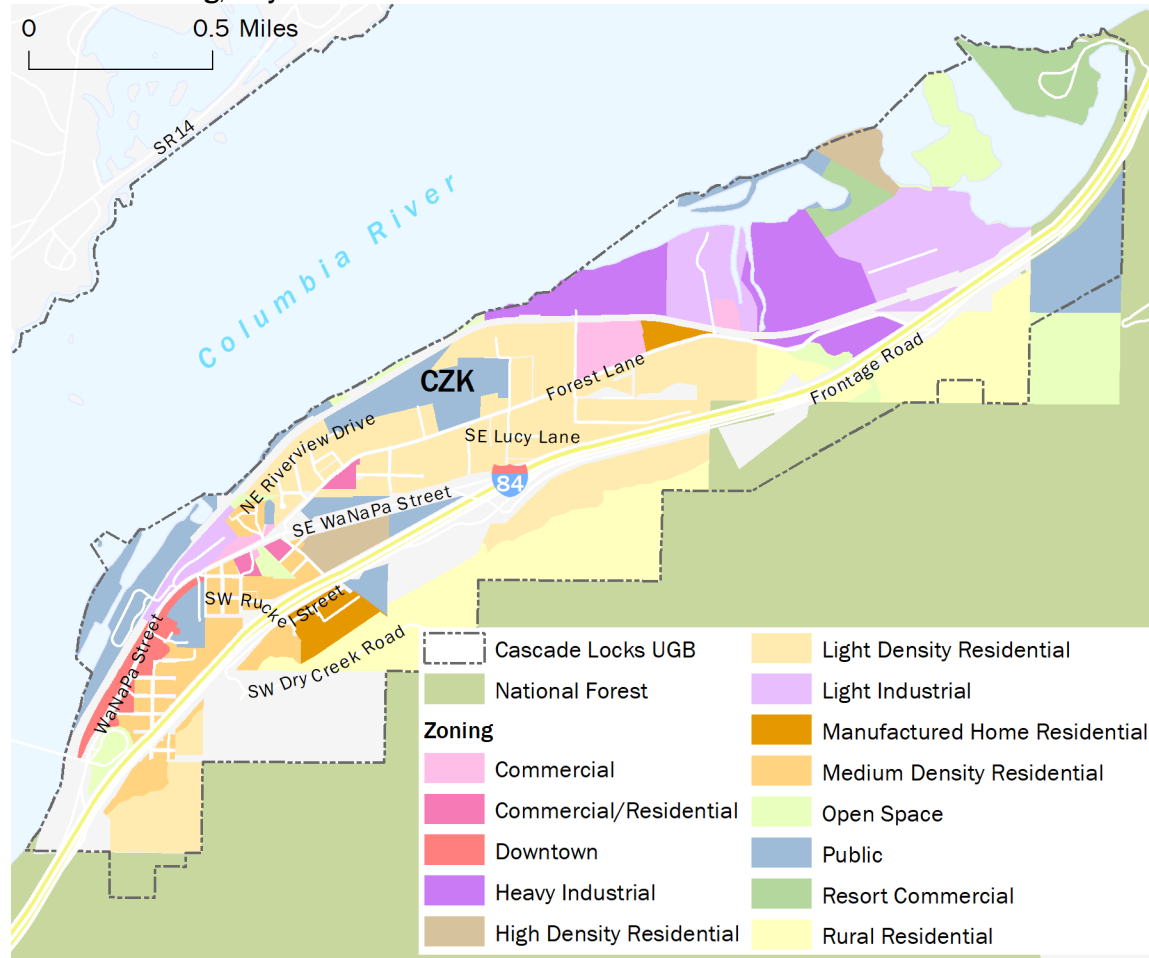 0 0.5 Miles
SR14
Columbia River
CZK
Forest Lane
Frontage Road
NE Riverview Drive
SE Lucy Lane
84
SE WaNaPa Street
SW Ruckel Street
WaNaPa Street
SW Dry Creek Road
Cascade Locks UGB
National Forest
Zoning
Commercial
Commercial/Residential
Downtown
Heavy Industrial
High Density Residential
Light Density Residential
Light Industrial
Manufactured Home Residential
Medium Density Residential
Open Space
Public
Resort Commercial
Rural Residential